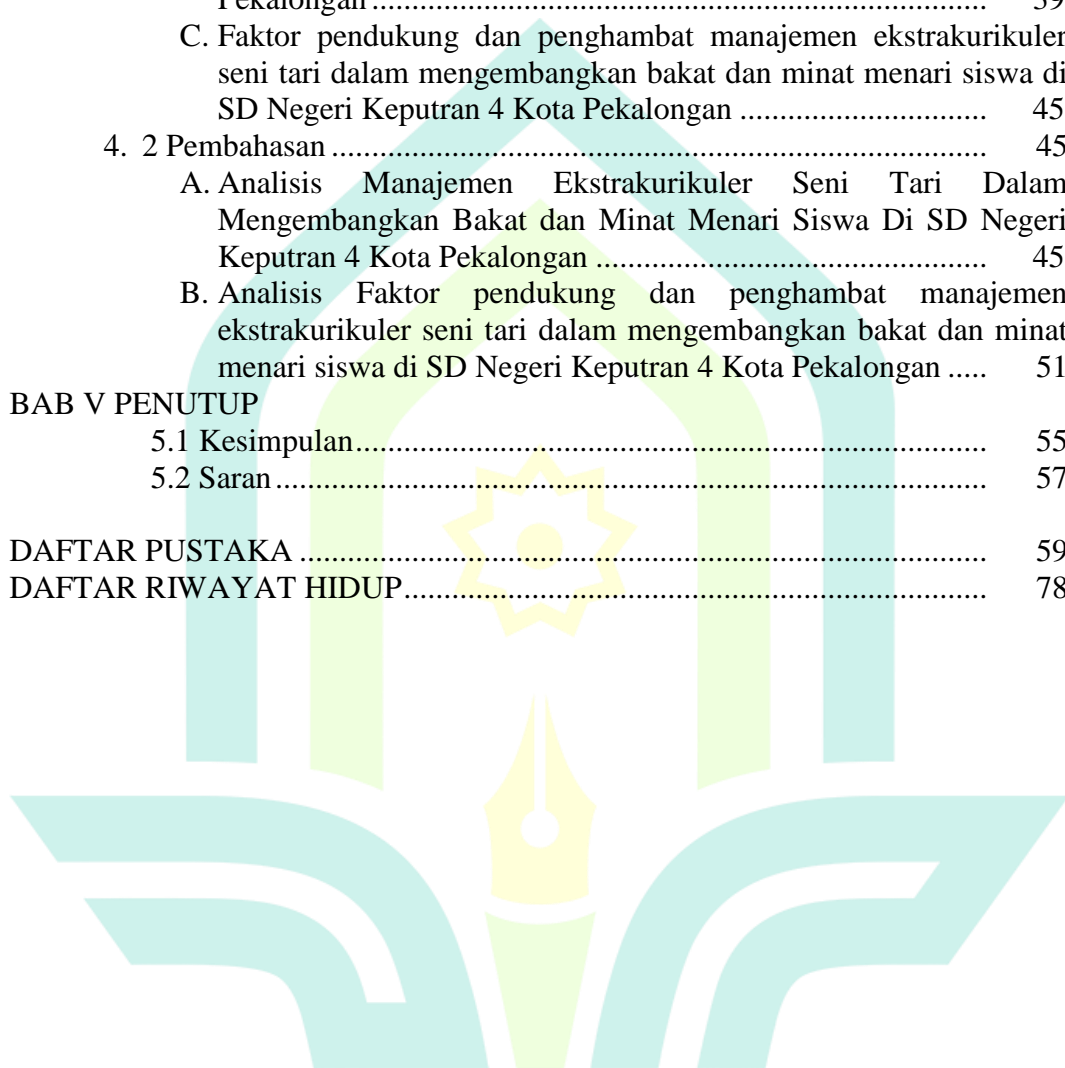 Pekalongan ............................................................................. 39
C. Faktor pendukung dan penghambat manajemen ekstrakurikuler
seni tari dalam mengembangkan bakat dan minat menari siswa di
SD Negeri Keputran 4 Kota Pekalongan ............................... 45
4. 2 Pembahasan .................................................................................. 45
A. Analisis Manajemen Ekstrakurikuler Seni Tari Dalam
Mengembangkan Bakat dan Minat Menari Siswa Di SD Negeri
Keputran 4 Kota Pekalongan ................................................. 45
B. Analisis Faktor pendukung dan penghambat manajemen
ekstrakurikuler seni tari dalam mengembangkan bakat dan minat
menari siswa di SD Negeri Keputran 4 Kota Pekalongan ..... 51
BAB V PENUTUP
5.1 Kesimpulan ............................................................................... 55
5.2 Saran ......................................................................................... 57
DAFTAR PUSTAKA ...................................................................................... 59
DAFTAR RIWAYAT HIDUP ......................................................................... 78